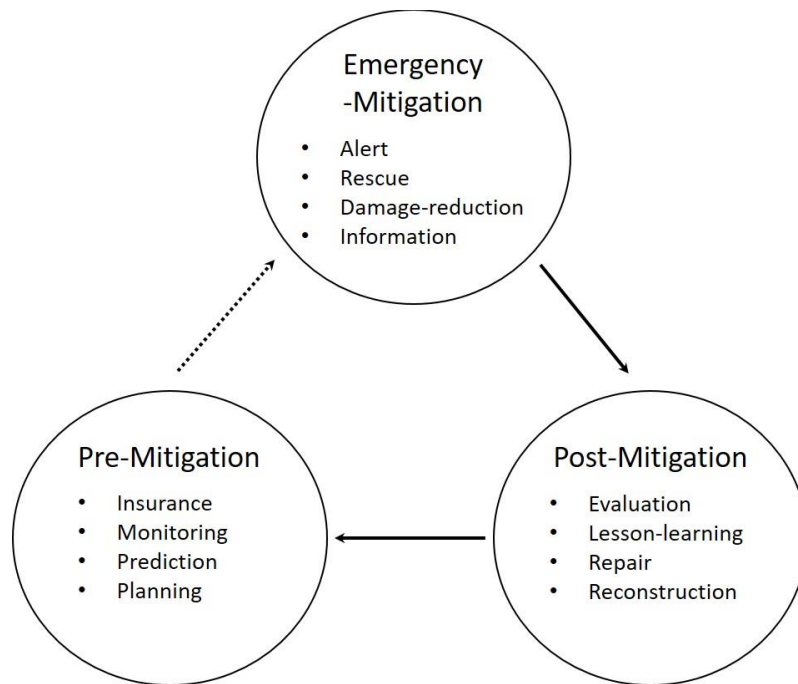 Emergency
-Mitigation
• Alert
• Rescue
• Damage-reduction
• Information
Pre-Mitigation
• Insurance
• Monitoring
• Prediction
• Planning
Post-Mitigation
• Evaluation
• Lesson-learning
• Repair
• Reconstruction